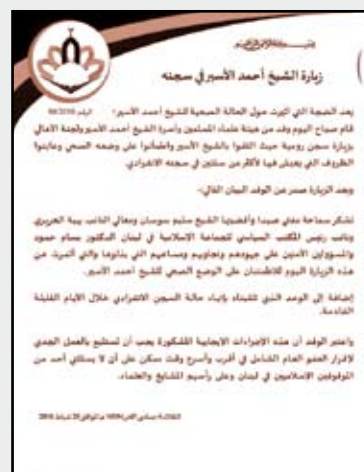 زيارة الشيخ أحمد الأسير في سجنه
بعد الضجة التي أثيرت حول الحالة الصحية للشيخ أحمد الأسير،
قام صباح اليوم وفد من هيئة علماء المسلمين وأسرة الشيخ أحمد الأسير ولجنة الأهالي
بزيارة سجن رومية حيث التقوا بالشيخ الأسير واطمأنوا على وضعه الصحي وعاينوا
الظروف التي يعيش فيها لأكثر من سنتين في سجنه الانفرادي.
وبعد الزيارة صدر عن الوفد البيان التالي:
نشكر سماحة مفتي صيدا وأقضيتها الشيخ سليم سوسان ومعالي النائب بهية الحريري
ونائب رئيس المكتب السياسي للجماعة الإسلامية في لبنان الدكتور بسام حمود
والمسؤولين الأمنيين على جهودهم وتجاوبهم ومساعيهم التي بذلوها والتي أثمرت عن
هذه الزيارة اليوم للاطمئنان على الوضع الصحي للشيخ أحمد الأسير.
إضافة إلى الوعد الذي تلقيناه بإنهاء حالة السجن الانفرادي خلال الأيام القليلة
القادمة.
واعتبر الوفد أن هذه الإجراءات الإيجابية المشكورة يجب أن تستتبع بالعمل الجدي
لإقرار العفو العام الشامل في أقرب وأسرع وقت ممكن على أن لا يستثني أحد من
الموقوفين الإسلاميين في لبنان وعلى رأسهم المشايخ والعلماء.